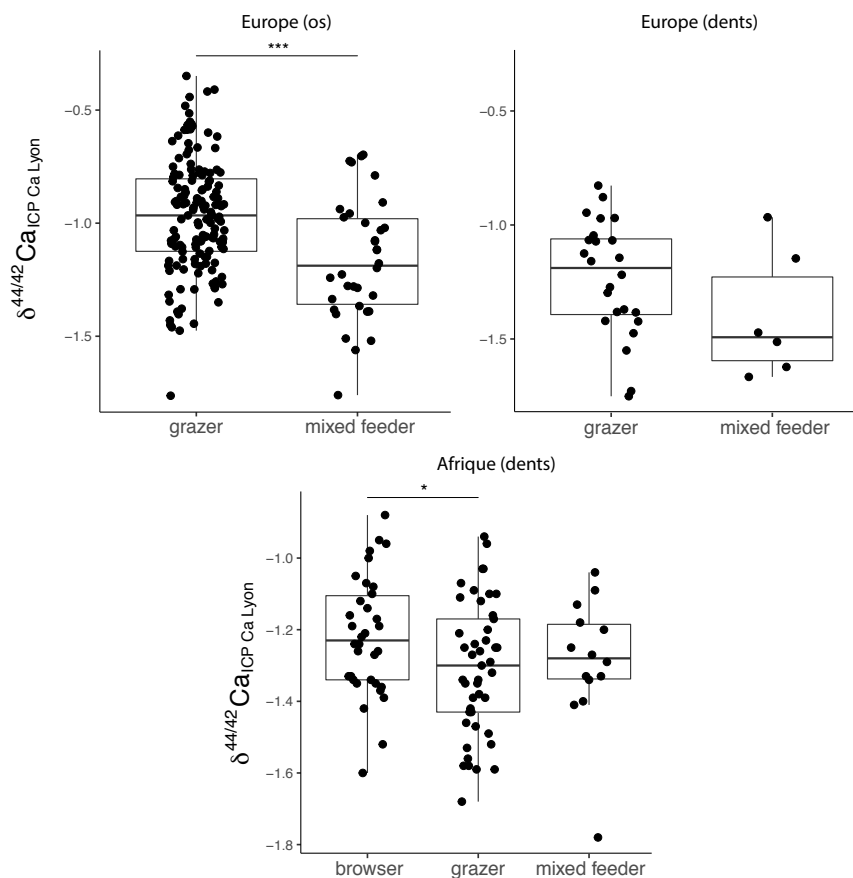 Europe (os)
Europe (dents)
***
−0.5
−1.0
−1.5
δ44/42CaICP Ca Lyon
grazer
mixed feeder
−0.5
−1.0
−1.5
grazer
mixed feeder
Afrique (dents)
*
−1.0
−1.2
−1.4
−1.6
−1.8
δ44/42CaICP Ca Lyon
browser
grazer
mixed feeder